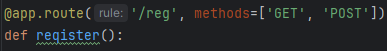 @app.route(rule: '/reg', methods=['GET', 'POST'])
def register():